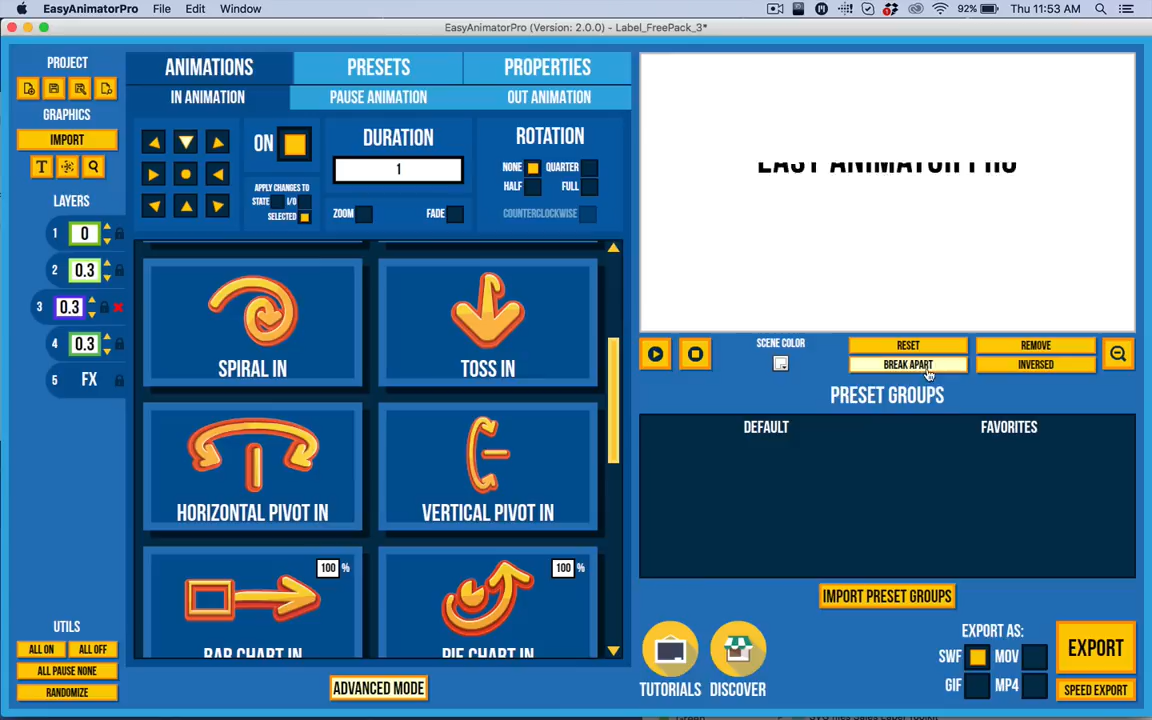 EasyAnimatorPro File Edit Window 92% Thu 11:53 AM
EasyAnimatorPro (Version: 2.0.0) - Label_FreePack_3*
PROJECT
GRAPHICS
IMPORT
T
LAYERS
1 0
2 0.3
3 0.3
4 0.3
5 FX
UTILS
ALL ON ALL OFF
ALL PAUSE NONE
RANDOMIZE
ANIMATIONS PRESETS PROPERTIES
IN ANIMATION PAUSE ANIMATION OUT ANIMATION
ON
APPLY CHANGES TO
STATE I/O
SELECTED
DURATION
1
ZOOM FADE
ROTATION
NONE QUARTER
HALF FULL
COUNTERCLOCKWISE
SPIRAL IN TOSS IN
HORIZONTAL PIVOT IN VERTICAL PIVOT IN
100 % 100 %
BAR CHART IN PIE CHART IN
ADVANCED MODE
EASY ANIMATOR PRO
SCENE COLOR
RESET REMOVE
BREAK APART INVERSED
PRESET GROUPS
DEFAULT FAVORITES
IMPORT PRESET GROUPS
TUTORIALS DISCOVER
EXPORT AS:
SWF MOV
GIF MP4
EXPORT
SPEED EXPORT